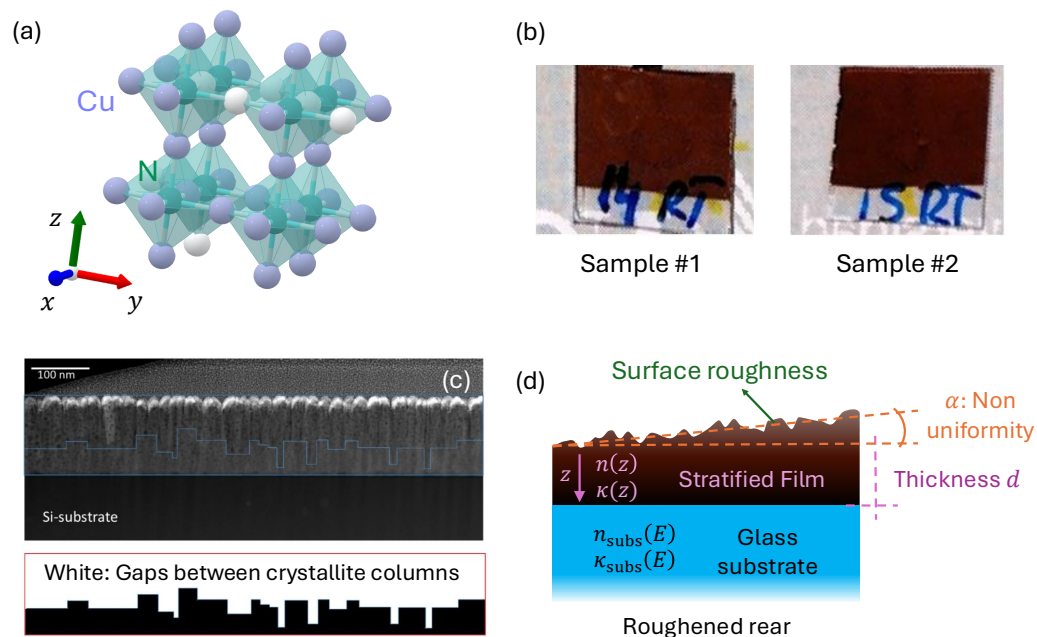 (a)
Cu
N
z
x
y
(b)
14 RT
15 RT
Sample #1
Sample #2
100 nm
(c)
Si-substrate
White: Gaps between crystallite columns
(d)
Surface roughness
α: Non
uniformity
z
n(z)
κ(z)
Stratified Film
Thickness d
n_subs(E)
κ_subs(E)
Glass
substrate
Roughened rear